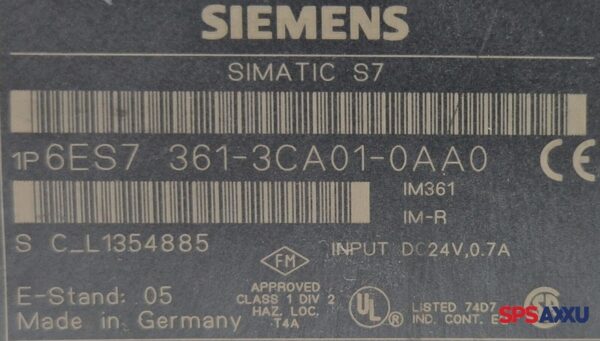 SIEMENS
SIMATIC S7
1P 6ES7 361-3CA01-0AA0 CE
IM361
IM-R
S C_L1354885
INPUT DC24V,0.7A
FM
APPROVED
CLASS 1 DIV 2
HAZ. LOC.
T4A
E-Stand: 05
Made in Germany
UL
LISTED 74D7
IND. CONT.
SPSAXXU